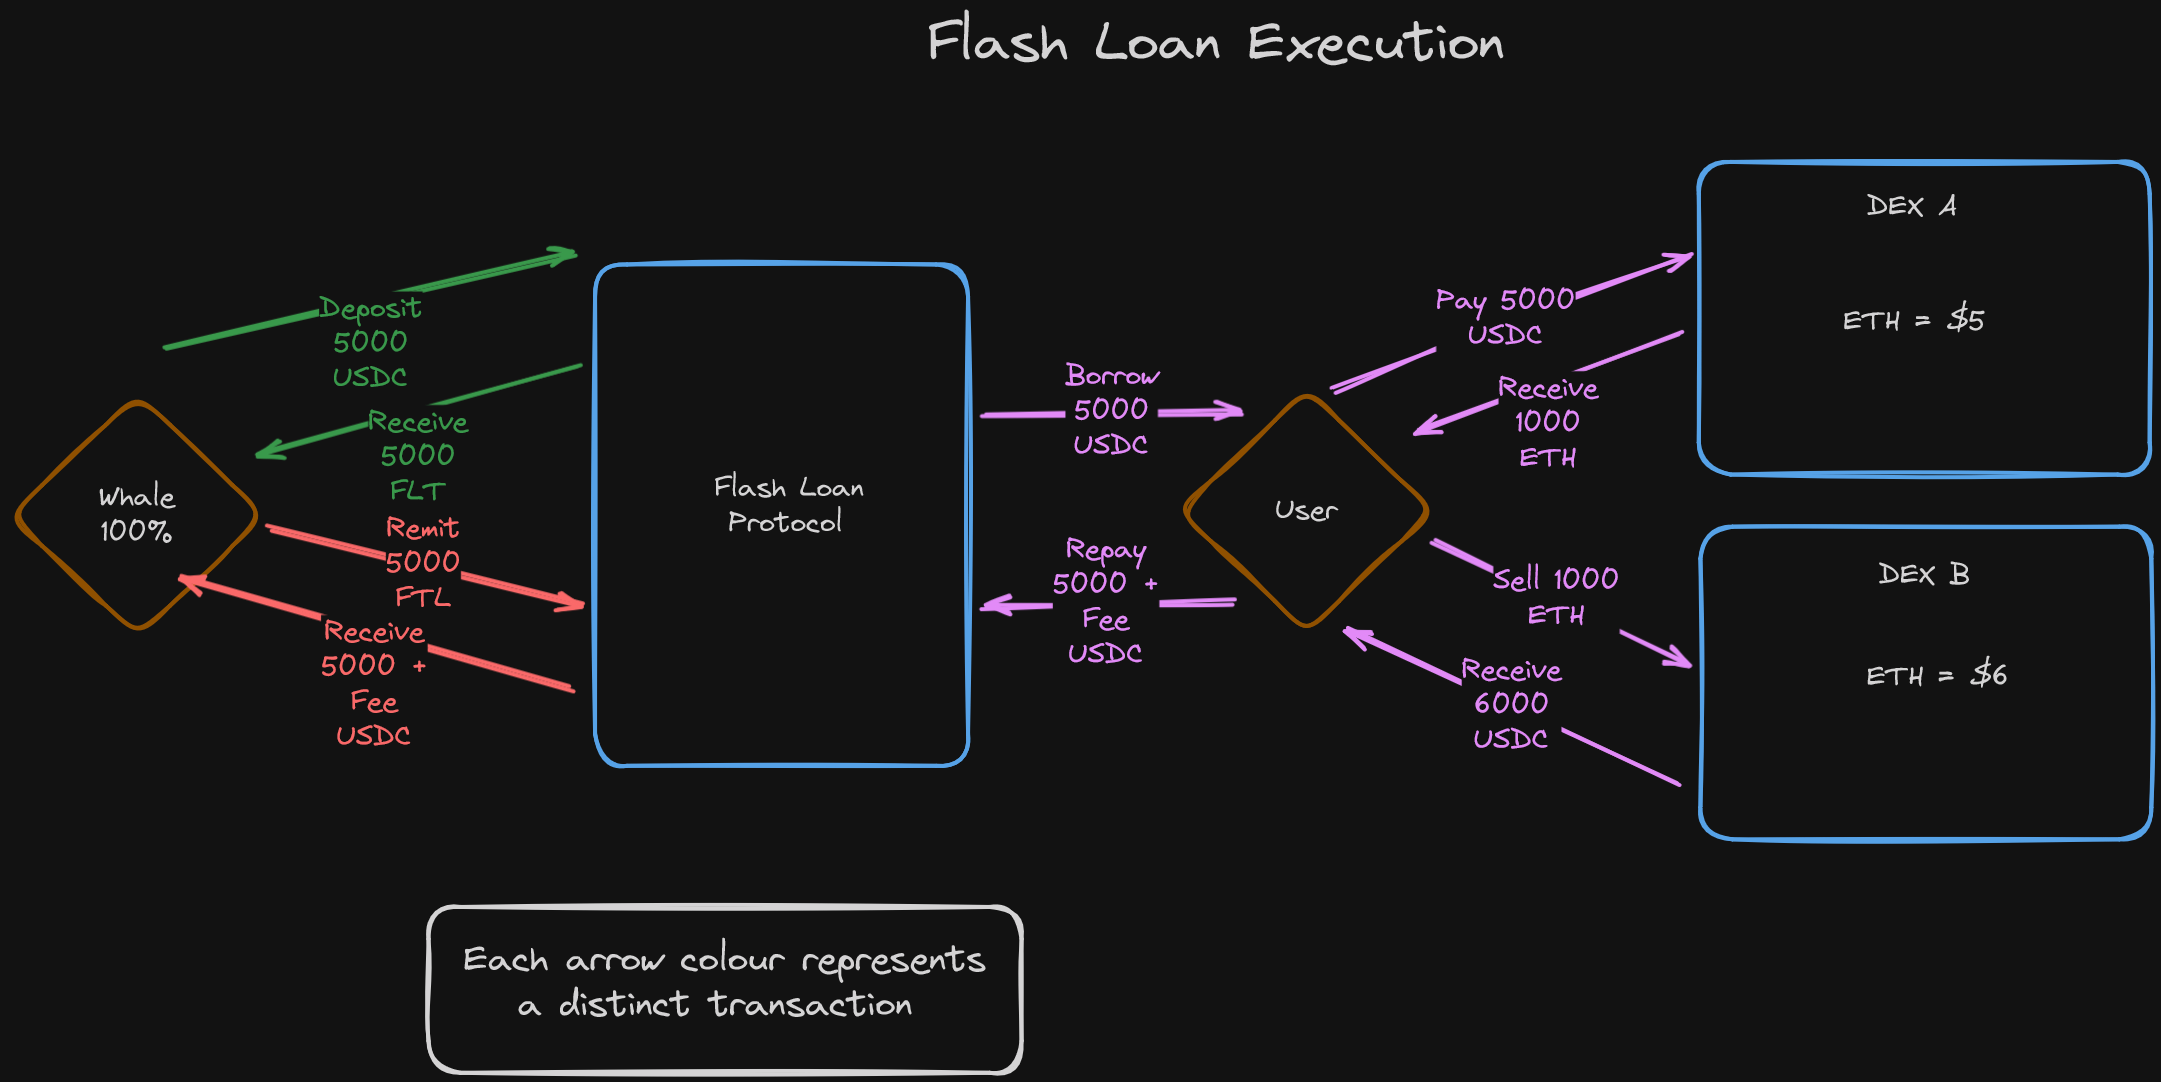 Flash Loan Execution
Deposit
5000
USDC
Receive
5000
FLT
Whale
100%
Remit
5000
FTL
Receive
5000 +
Fee
USDC
Flash Loan
Protocol
Borrow
5000
USDC
Repay
5000 +
Fee
USDC
User
Pay 5000
USDC
Receive
1000
ETH
Sell 1000
ETH
Receive
6000
USDC
DEX A
ETH = $5
DEX B
ETH = $6
Each arrow colour represents
a distinct transaction